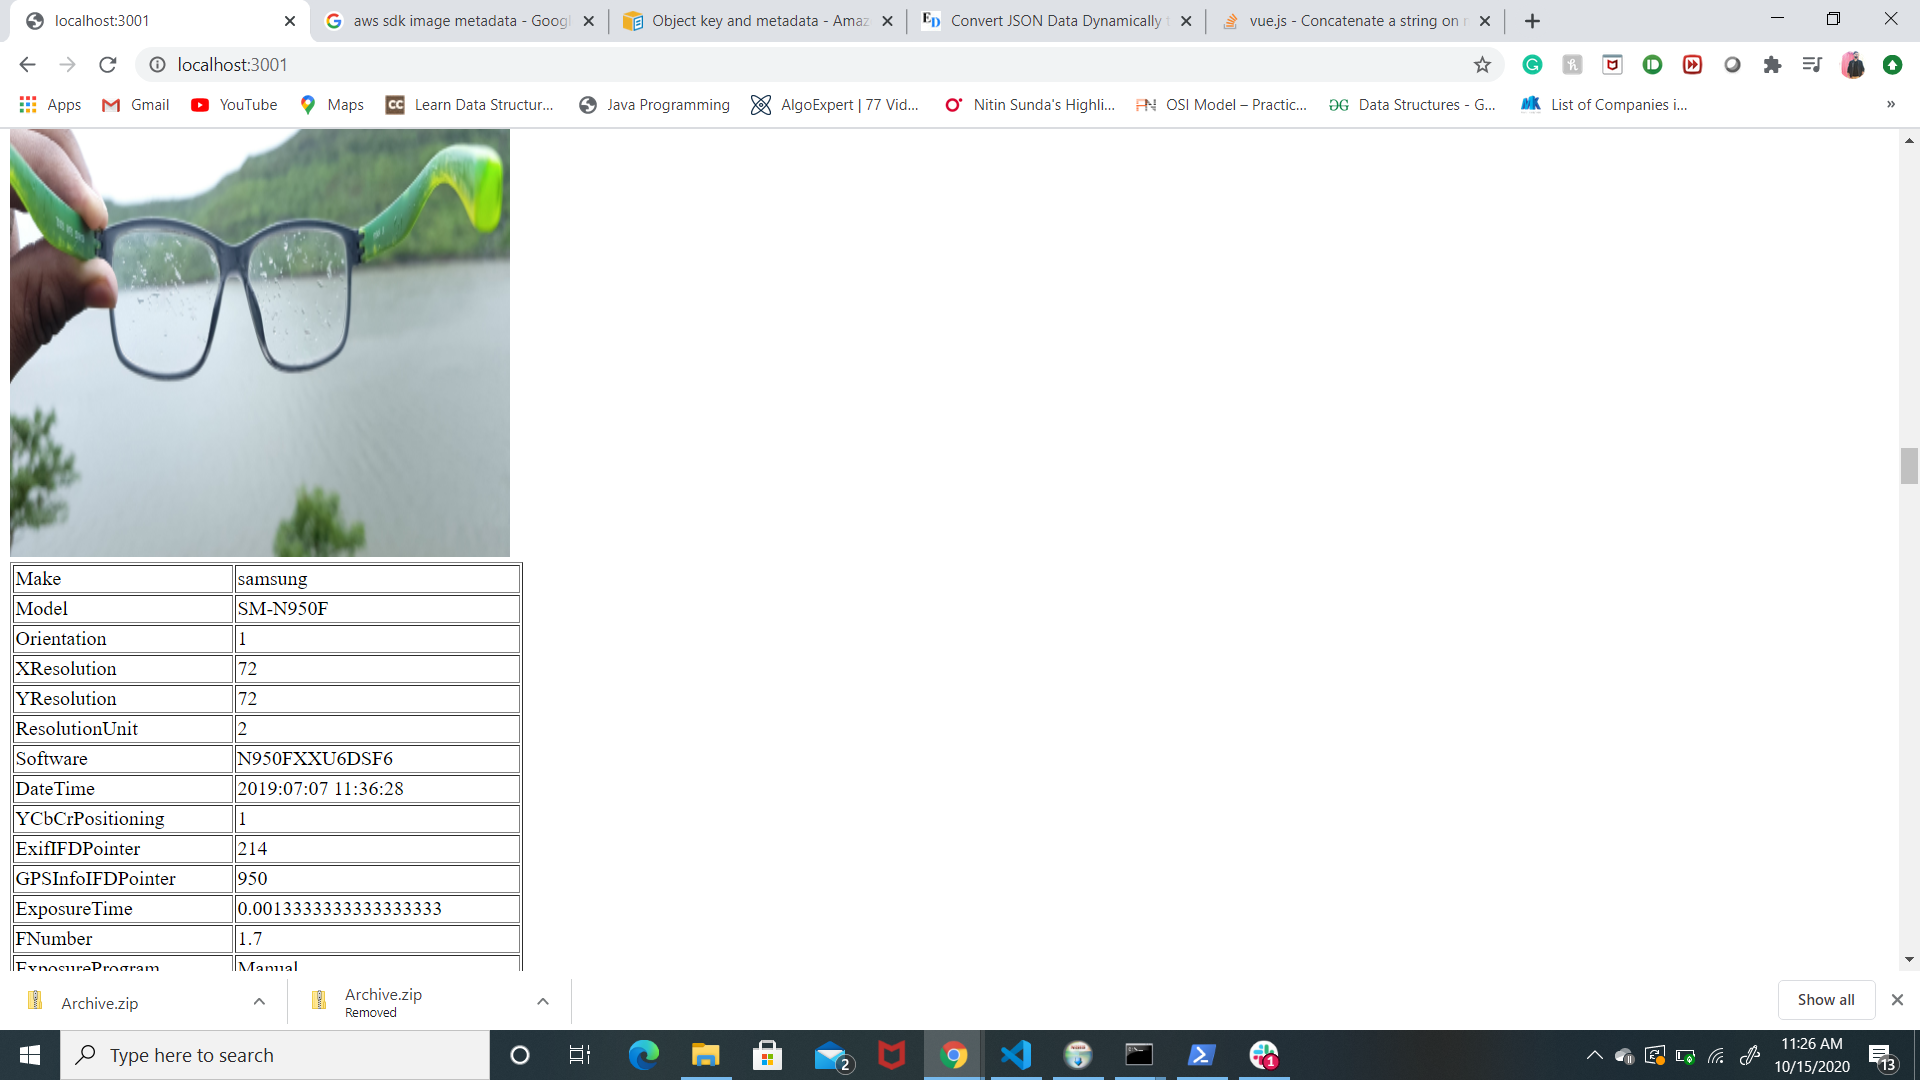 localhost:3001
aws sdk image metadata - Googl
Object key and metadata - Amaz
ED
Convert JSON Data Dynamically t
vue.js - Concatenate a string on r
localhost:3001
Apps
Gmail
YouTube
Maps
CC
Learn Data Structur...
Java Programming
AlgoExpert | 77 Vid...
Nitin Sunda's Highli...
OSI Model – Practic...
Data Structures - G...
List of Companies i...
»
Make samsung
Model SM-N950F
Orientation 1
XResolution 72
YResolution 72
ResolutionUnit 2
Software N950FXXU6DSF6
DateTime 2019:07:07 11:36:28
YCbCrPositioning 1
ExifIFDPointer 214
GPSInfoIFDPointer 950
ExposureTime 0.0013333333333333333
FNumber 1.7
ExposureProgram Manual
Archive.zip
Archive.zip
Removed
Show all
Type here to search
2
1
11:26 AM
10/15/2020
13